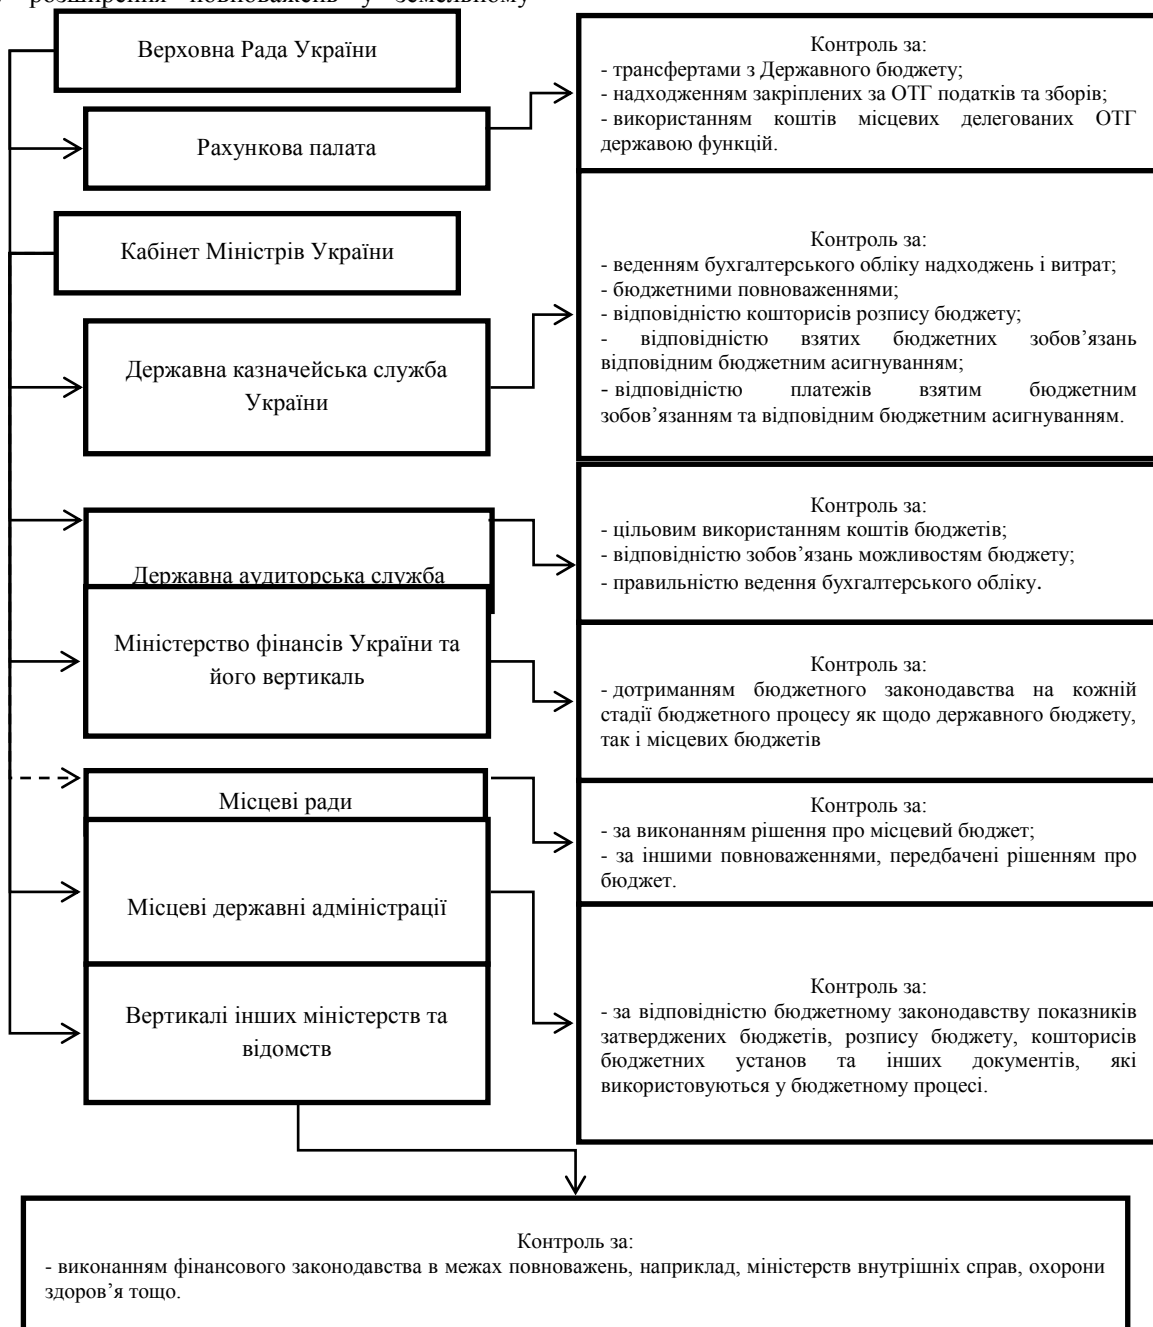 розширення повноважень у земельному
Верховна Рада України
Контроль за:
- трансфертами з Державного бюджету;
- надходженням закріплених за ОТГ податків та зборів;
- використанням коштів місцевих делегованих ОТГ
державою функцій.
Рахункова палата
Кабінет Міністрів України
Контроль за:
- веденням бухгалтерського обліку надходжень і витрат;
- бюджетними повноваженнями;
- відповідністю кошторисів розпису бюджету;
- відповідністю взятих бюджетних зобов’язань
відповідним бюджетним асигнуванням;
- відповідністю платежів взятим бюджетним
зобов’язанням та відповідним бюджетним асигнуванням.
Державна казначейська служба
України
Державна аудиторська служба
Контроль за:
- цільовим використанням коштів бюджетів;
- відповідністю зобов’язань можливостям бюджету;
- правильністю ведення бухгалтерського обліку.
Міністерство фінансів України та
його вертикаль
Контроль за:
- дотриманням бюджетного законодавства на кожній
стадії бюджетного процесу як щодо державного бюджету,
так і місцевих бюджетів
Місцеві ради
Контроль за:
- за виконанням рішення про місцевий бюджет;
- за іншими повноваженнями, передбачені рішенням про
бюджет.
Місцеві державні адміністрації
Контроль за:
- за відповідністю бюджетному законодавству показників
затверджених бюджетів, розпису бюджету, кошторисів
бюджетних установ та інших документів, які
використовуються у бюджетному процесі.
Вертикалі інших міністерств та
відомств
Контроль за:
- виконанням фінансового законодавства в межах повноважень, наприклад, міністерств внутрішніх справ, охорони
здоров’я тощо.